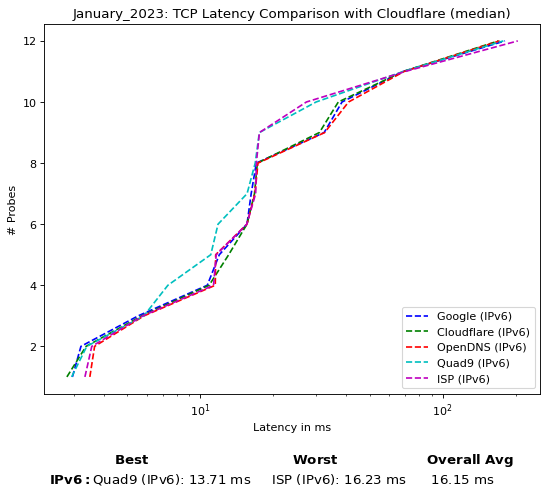 January_2023: TCP Latency Comparison with Cloudflare (median)
12
10
8
6
4
2
# Probes
Google (IPv6)
Cloudflare (IPv6)
OpenDNS (IPv6)
Quad9 (IPv6)
ISP (IPv6)
10¹ 10²
Latency in ms
Best Worst Overall Avg
IPv6: Quad9 (IPv6): 13.71 ms ISP (IPv6): 16.23 ms 16.15 ms